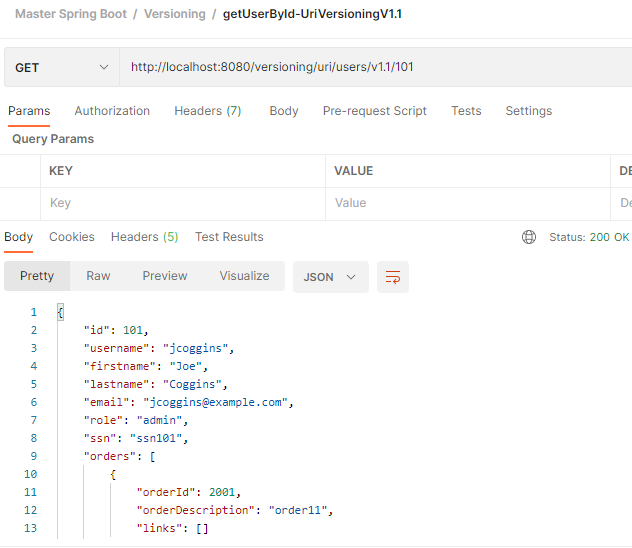 Master Spring Boot / Versioning / getUserById-UriVersioningV1.1
GET http://localhost:8080/versioning/uri/users/v1.1/101
Params Authorization Headers (7) Body Pre-request Script Tests Settings
Query Params
KEY VALUE DE
Key Value De
Body Cookies Headers (5) Test Results Status: 200 OK
Pretty Raw Preview Visualize JSON
1 {
2 "id": 101,
3 "username": "jcoggins",
4 "firstname": "Joe",
5 "lastname": "Coggins",
6 "email": "jcoggins@example.com",
7 "role": "admin",
8 "ssn": "ssn101",
9 "orders": [
10 {
11 "orderId": 2001,
12 "orderDescription": "order11",
13 "links": []